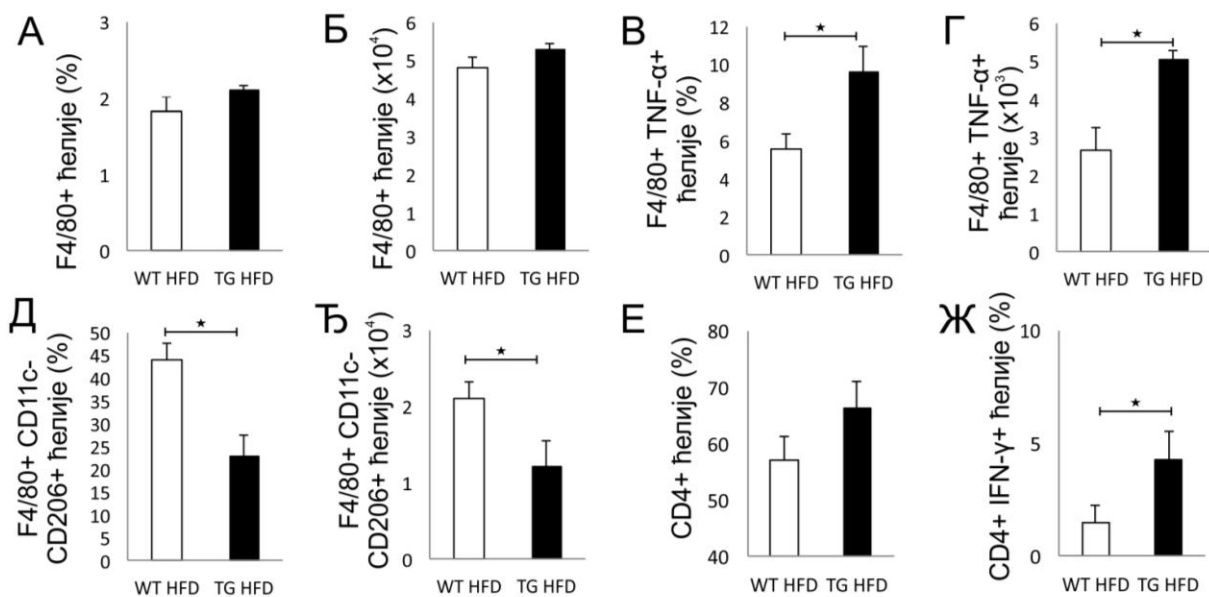 А
F4/80+ ћелије (%)
3
2
1
0
WT HFD TG HFD
Б
F4/80+ ћелије (x10⁴)
6
5
4
3
2
1
0
WT HFD TG HFD
В
F4/80+ TNF-α+
ћелије (%)
12
10
8
6
4
2
0
★
WT HFD TG HFD
Г
F4/80+ TNF-α+
ћелије (x10³)
6
5
4
3
2
1
0
★
WT HFD TG HFD
Д
F4/80+ CD11c-
CD206+ ћелије (%)
50
45
40
35
30
25
20
15
10
5
0
★
WT HFD TG HFD
Ђ
F4/80+ CD11c-
CD206+ ћелије (x10⁴)
3
2
1
0
★
WT HFD TG HFD
Е
CD4+ ћелије (%)
80
70
60
50
40
WT HFD TG HFD
Ж
CD4+ IFN-γ+ ћелије (%)
10
5
0
★
WT HFD TG HFD